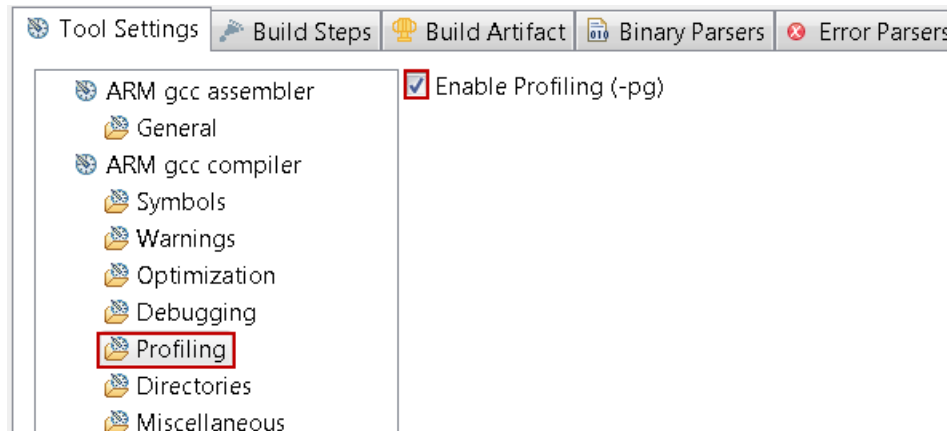 Tool Settings Build Steps Build Artifact Binary Parsers Error Parsers
ARM gcc assembler
Enable Profiling (-pg)
General
ARM gcc compiler
Symbols
Warnings
Optimization
Debugging
Profiling
Directories
Miscellaneous